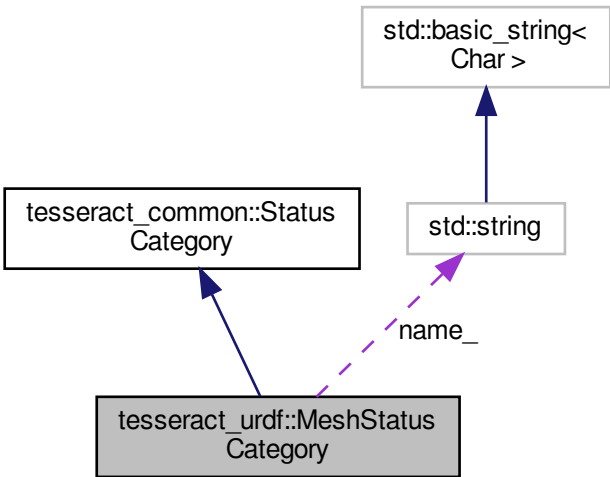 std::basic_string<
Char >
tesseract_common::Status
Category
std::string
name_
tesseract_urdf::MeshStatus
Category